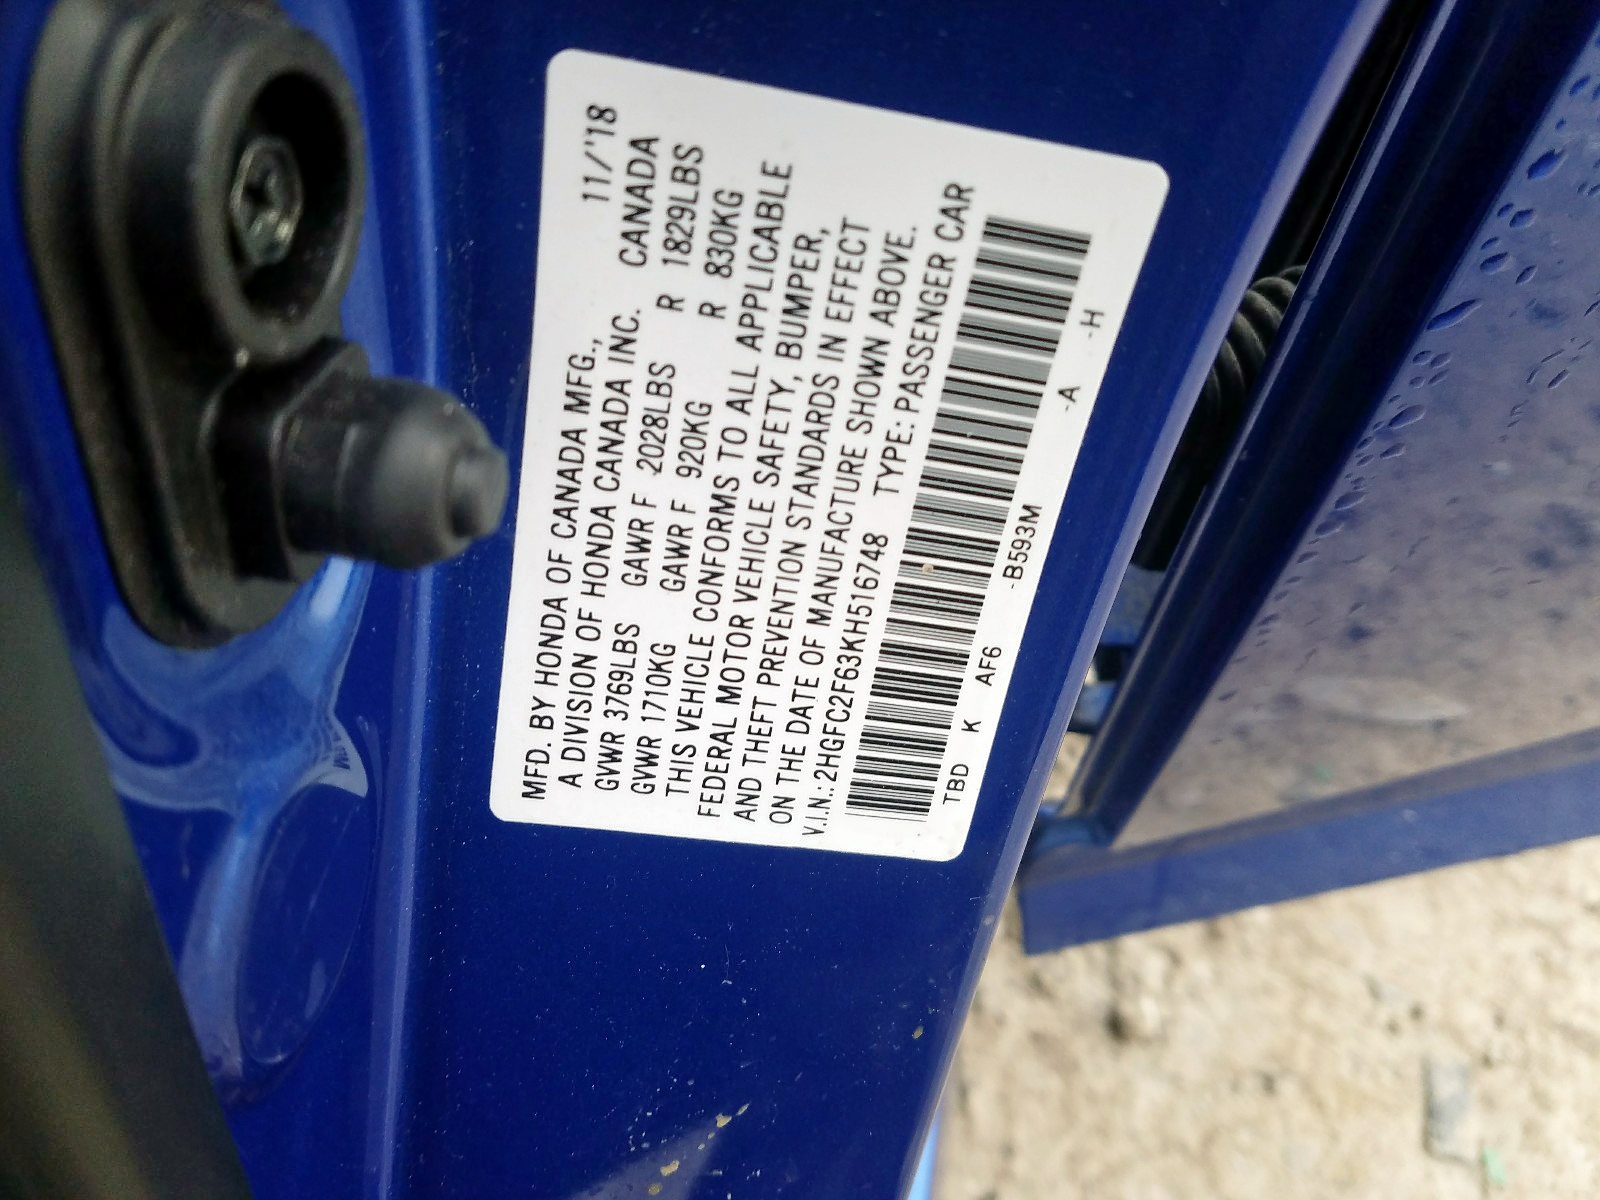 MFD. BY HONDA OF CANADA MFG., 11/'18
A DIVISION OF HONDA CANADA INC. CANADA
GVWR 3769LBS GAWR F 2028LBS R 1829LBS
GVWR 1710KG GAWR F 920KG R 830KG
THIS VEHICLE CONFORMS TO ALL APPLICABLE
FEDERAL MOTOR VEHICLE SAFETY, BUMPER,
AND THEFT PREVENTION STANDARDS IN EFFECT
ON THE DATE OF MANUFACTURE SHOWN ABOVE.
V.I.N.: 2HGFC2F63KH516748 TYPE: PASSENGER CAR
TBD K AF6 -B593M -A -H